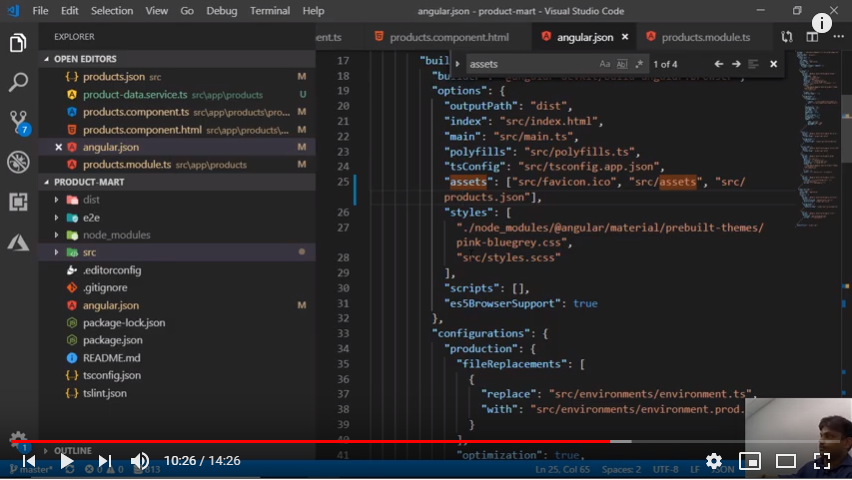 File Edit Selection View Go Debug Terminal Help
angular.json - product-mart - Visual Studio Code
EXPLORER
OPEN EDITORS
products.json src M
product-data.service.ts src\app\products U
products.component.ts src\app\products\pro... M
products.component.html src\app\products\... M
angular.json M
products.module.ts src\app\products M
PRODUCT-MART
dist
e2e
node_modules
src
.editorconfig
.gitignore
angular.json M
package-lock.json
package.json
README.md
tsconfig.json
tslint.json
OUTLINE
7
1
ent.ts products.component.html angular.json products.module.ts
assets Aa Ab .* 1 of 4
17 "buil
18
19 "options": {
20 "outputPath": "dist",
21 "index": "src/index.html",
22 "main": "src/main.ts",
23 "polyfills": "src/polyfills.ts",
24 "tsConfig": "src/tsconfig.app.json",
25 "assets": ["src/favicon.ico", "src/assets", "src/
products.json"],
26 "styles": [
27 "./node_modules/@angular/material/prebuilt-themes/
pink-bluegrey.css",
28 "src/styles.scss"
29 ],
30 "scripts": [],
31 "es5BrowserSupport": true
32 },
33 "configurations": {
34 "production": {
35 "fileReplacements": [
36 {
37 "replace": "src/environments/environment.ts",
38 "with": "src/environments/environment.prod.
39 }
40 ],
41 "optimization": true,
master* 0 0 813 Ln 25, Col 65 Spaces: 2 UTF-8 LF JSON
10:26 / 14:26